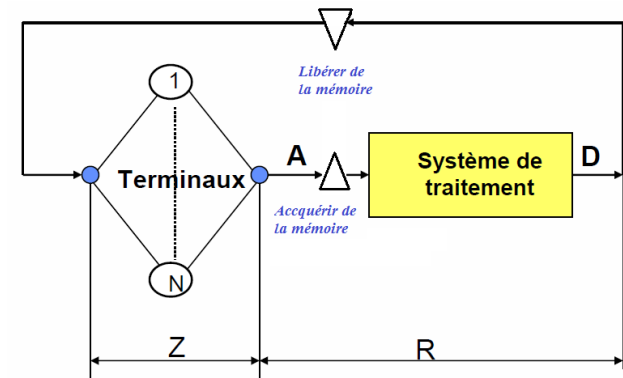 Libérer de
la mémoire
1
Terminaux
A
Système de
traitement
D
Accquérir de
la mémoire
N
Z
R